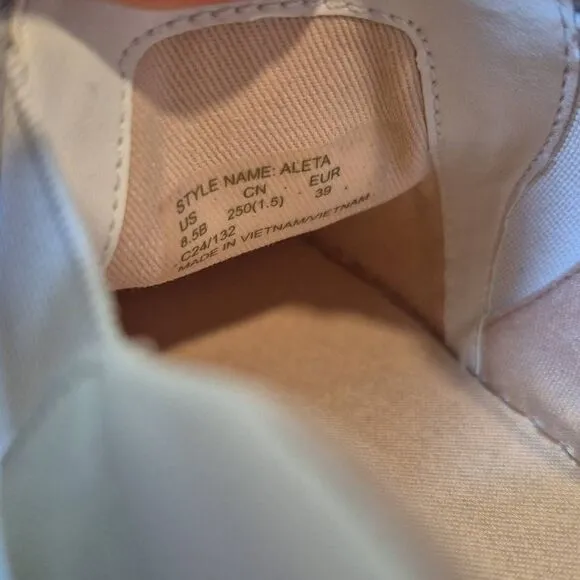 STYLE NAME: ALETA
US CN EUR
8.5B 250(1.5) 39
C24/132
MADE IN VIETNAM/VIETNAM